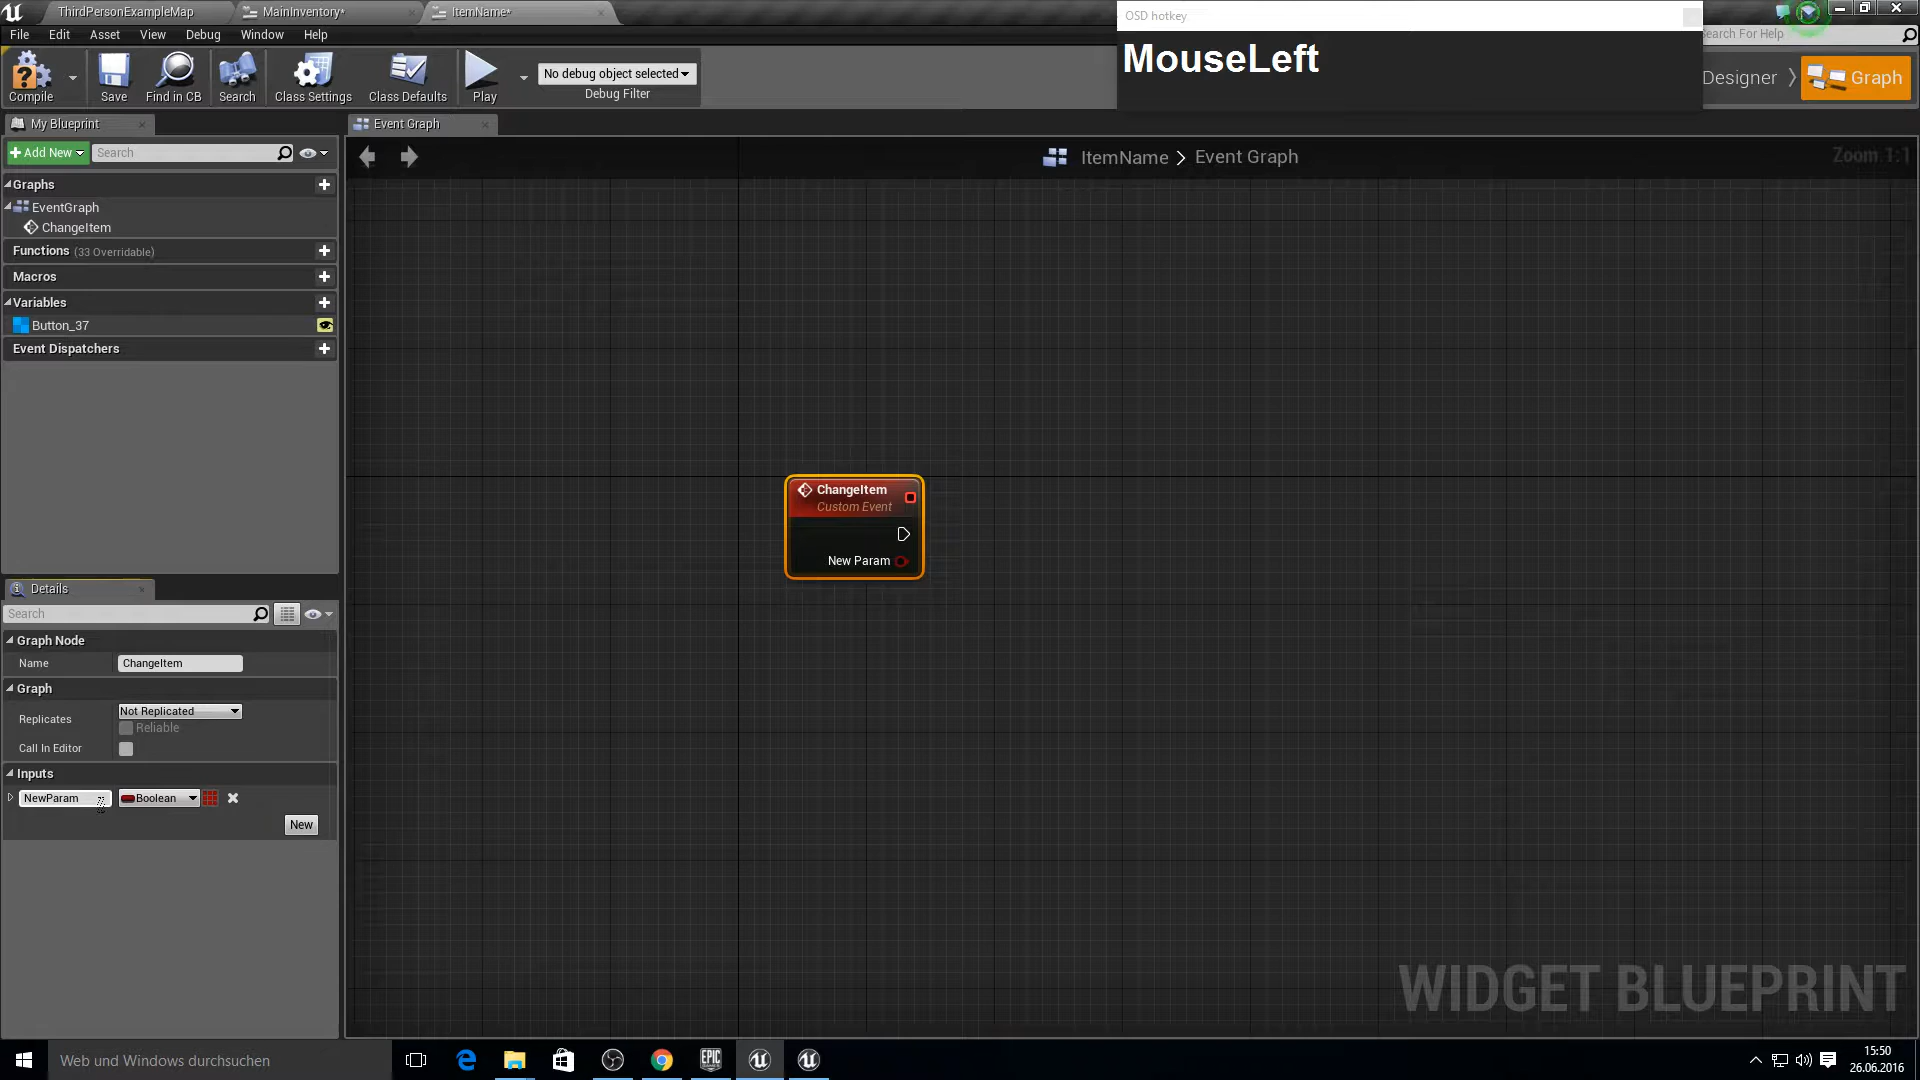 ThirdPersonExampleMap
MainInventory*
ItemName*
OSD hotkey
MouseLeft
File
Edit
Asset
View
Debug
Window
Help
Search For Help
Compile
Save
Find in CB
Search
Class Settings
Class Defaults
Play
No debug object selected
Debug Filter
Designer
Graph
My Blueprint
Event Graph
Add New
Search
ItemName > Event Graph
Zoom 1:1
Graphs
EventGraph
ChangeItem
Functions (33 Overridable)
Macros
Variables
Button_37
Event Dispatchers
ChangeItem
Custom Event
New Param
Details
Search
Graph Node
Name
ChangeItem
Graph
Replicates
Not Replicated
Reliable
Call In Editor
Inputs
NewParam
Boolean
New
WIDGET BLUEPRINT
Web und Windows durchsuchen
EPIC
GAMES
15:50
26.06.2016